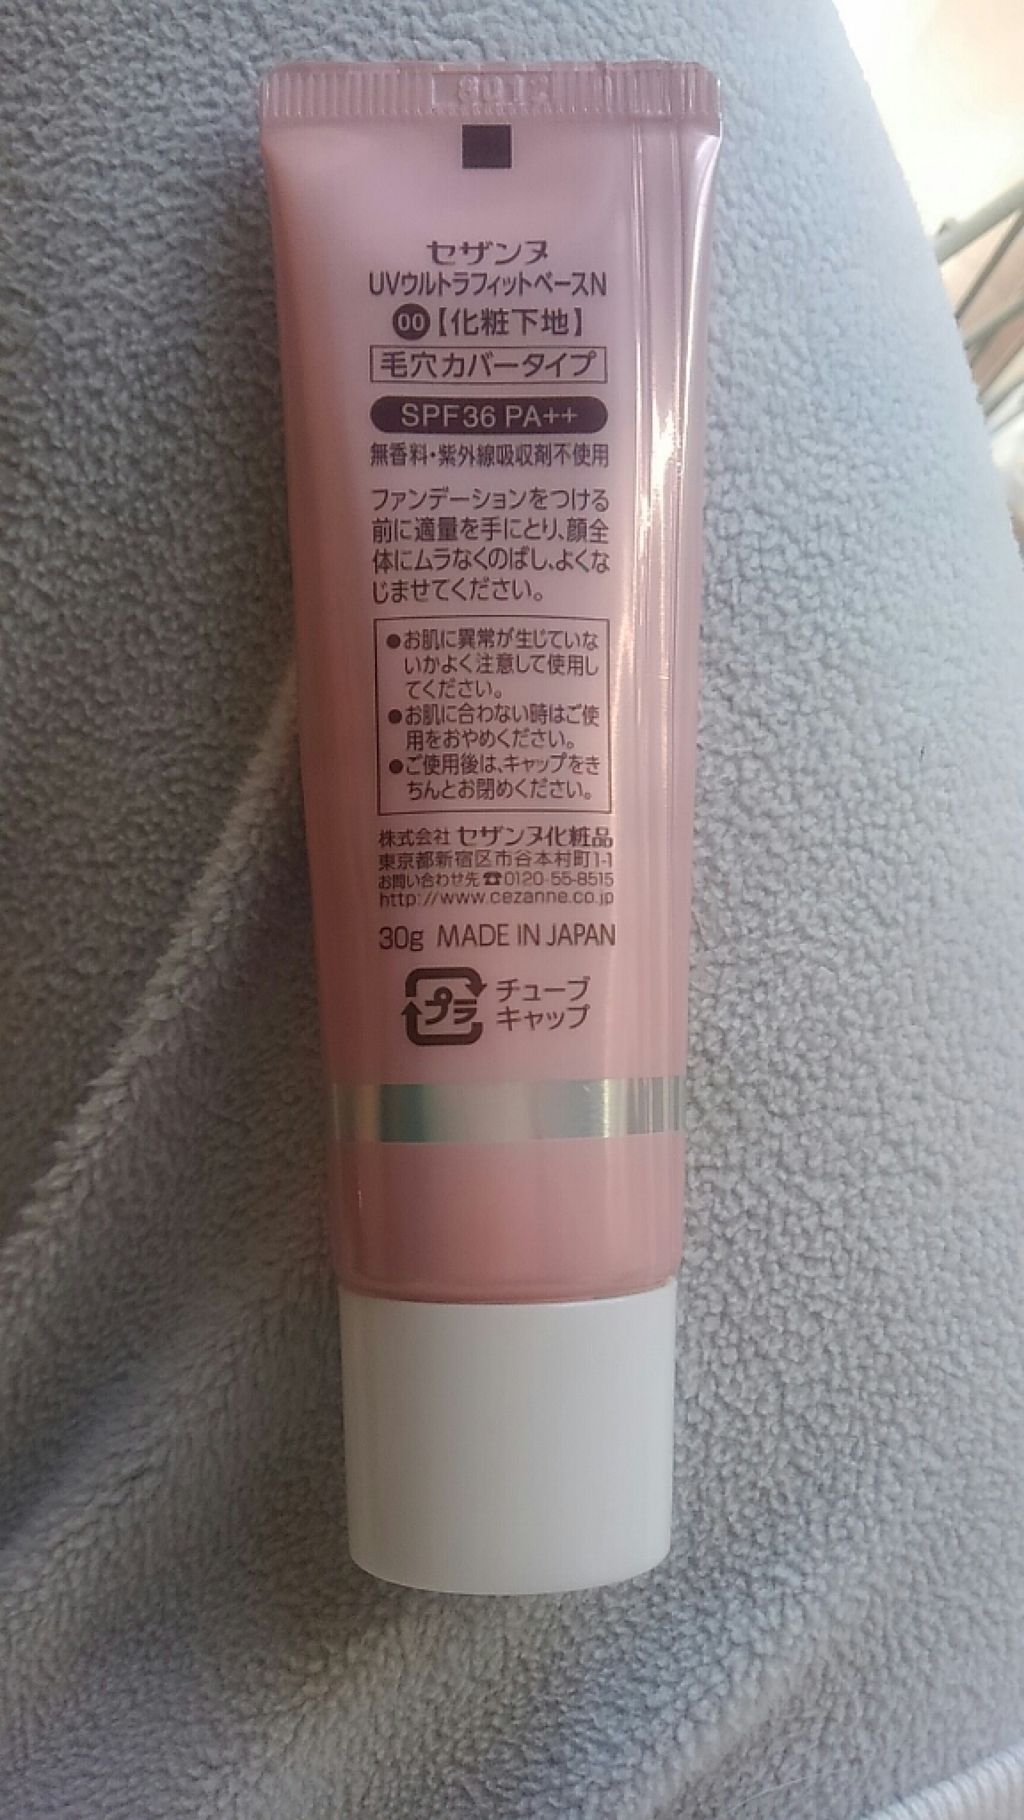 セザンヌ
UVウルトラフィットベースN
00【化粧下地】
毛穴カバータイプ
SPF36 PA++
無香料・紫外線吸収剤不使用
ファンデーションをつける
前に適量を手にとり、顔全
体にムラなくのばし、よくな
じませてください。
●お肌に異常が生じていな
いかよく注意して使用し
てください。
●お肌に合わない時はご使
用をおやめください。
●ご使用後は、キャップをき
ちんとお閉めください。
株式会社 セザンヌ化粧品
東京都新宿区市谷本村町1-1
お問い合わせ先☎0120-55-8515
http://www.cezanne.co.jp
30g MADE IN JAPAN
プラ チューブ
キャップ